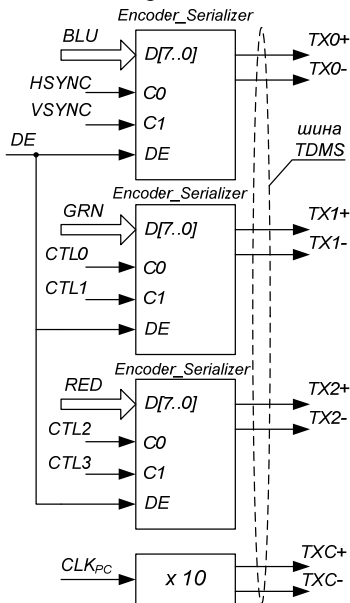 Encoder_Serializer
BLU
D[7..0]
TX0+
TX0-
HSYNC
C0
VSYNC
C1
DE
DE
шина
TDMS
Encoder_Serializer
GRN
D[7..0]
TX1+
TX1-
CTL0
C0
CTL1
C1
DE
Encoder_Serializer
RED
D[7..0]
TX2+
TX2-
CTL2
C0
CTL3
C1
DE
CLKPC
x 10
TXC+
TXC-